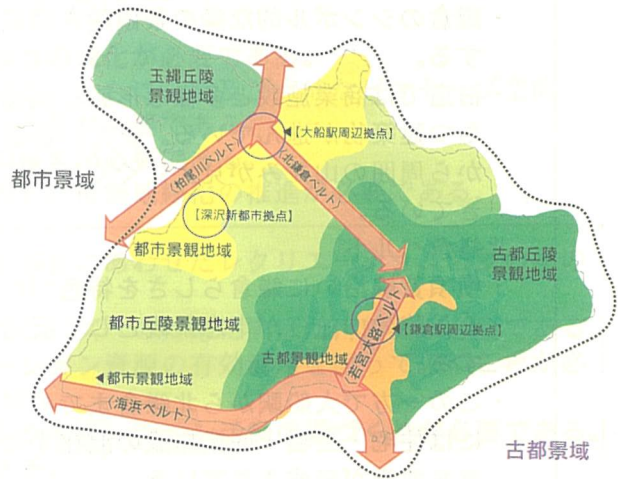 玉縄丘陵
景観地域
◀【大船駅周辺拠点】
〈柏尾川ベルト〉
〈北鎌倉ベルト〉
都市景域
【深沢新都市拠点】
都市景観地域
古都丘陵
景観地域
都市丘陵景観地域
〈若宮大路ベルト〉
◀【鎌倉駅周辺拠点】
古都景観地域
◀都市景観地域
〈海浜ベルト〉
古都景域